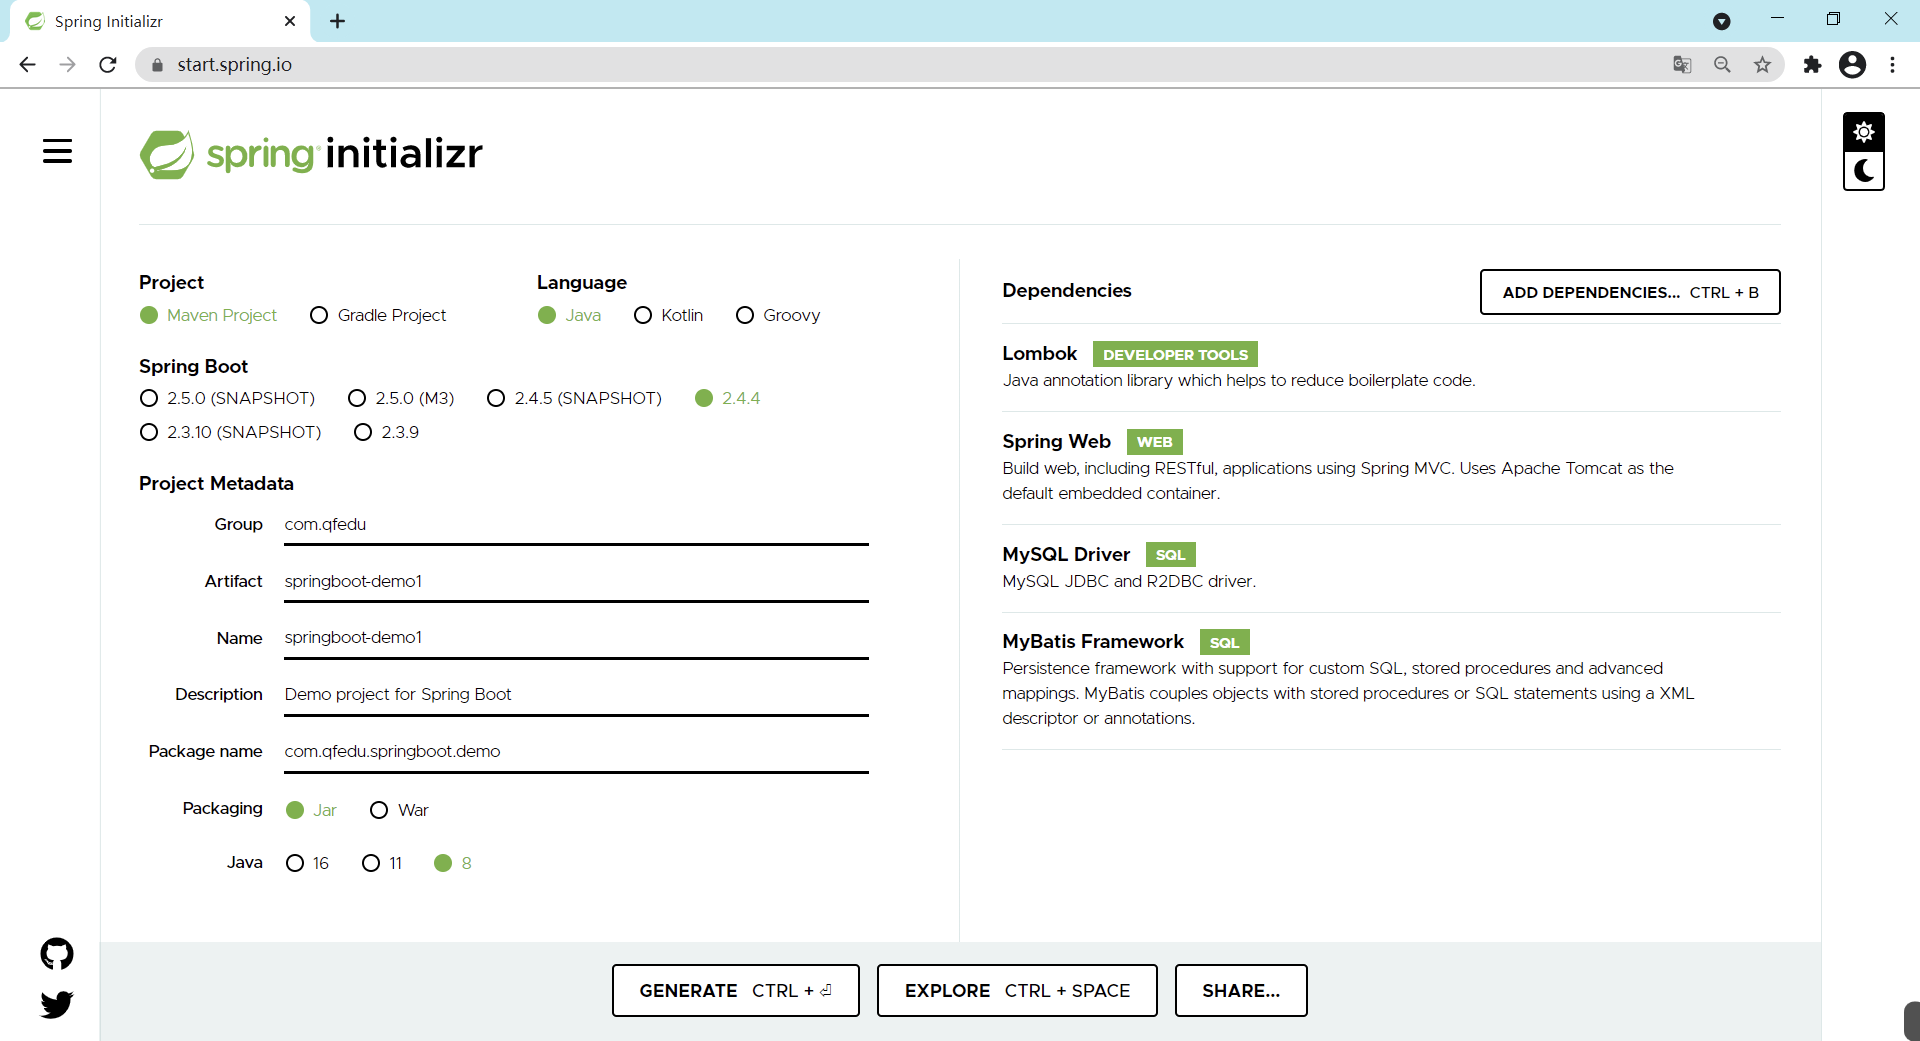 Spring Initializr
start.spring.io
spring initializr
Project
Maven Project Gradle Project
Language
Java Kotlin Groovy
Spring Boot
2.5.0 (SNAPSHOT) 2.5.0 (M3) 2.4.5 (SNAPSHOT) 2.4.4
2.3.10 (SNAPSHOT) 2.3.9
Project Metadata
Group com.qfedu
Artifact springboot-demo1
Name springboot-demo1
Description Demo project for Spring Boot
Package name com.qfedu.springboot.demo
Packaging Jar War
Java 16 11 8
Dependencies
ADD DEPENDENCIES... CTRL + B
Lombok DEVELOPER TOOLS
Java annotation library which helps to reduce boilerplate code.
Spring Web WEB
Build web, including RESTful, applications using Spring MVC. Uses Apache Tomcat as the
default embedded container.
MySQL Driver SQL
MySQL JDBC and R2DBC driver.
MyBatis Framework SQL
Persistence framework with support for custom SQL, stored procedures and advanced
mappings. MyBatis couples objects with stored procedures or SQL statements using a XML
descriptor or annotations.
GENERATE CTRL + ⏎
EXPLORE CTRL + SPACE
SHARE...